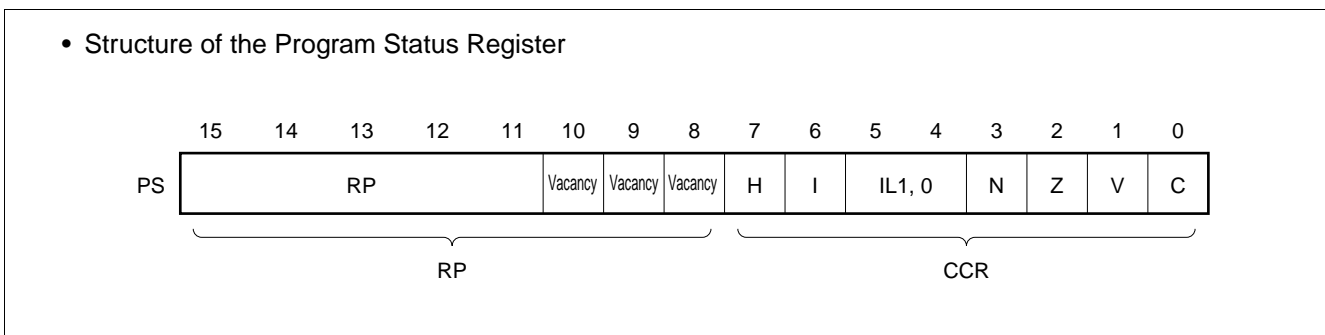 • Structure of the Program Status Register
15 14 13 12 11 10 9 8 7 6 5 4 3 2 1 0
PS RP Vacancy Vacancy Vacancy H I IL1, 0 N Z V C
RP CCR